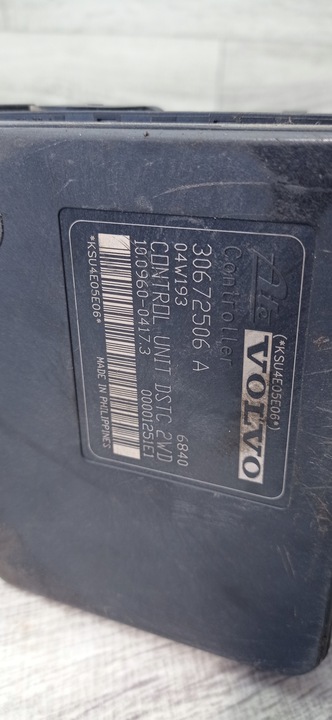 Ate VOLVO (*KSU4E05E06*)
Controller
30672506 A 6840
04W193
CONTROL UNIT DSTC 2WD
10.0960-0417.3 00001251E1
MADE IN PHILIPPINES
*KSU4E05E06*